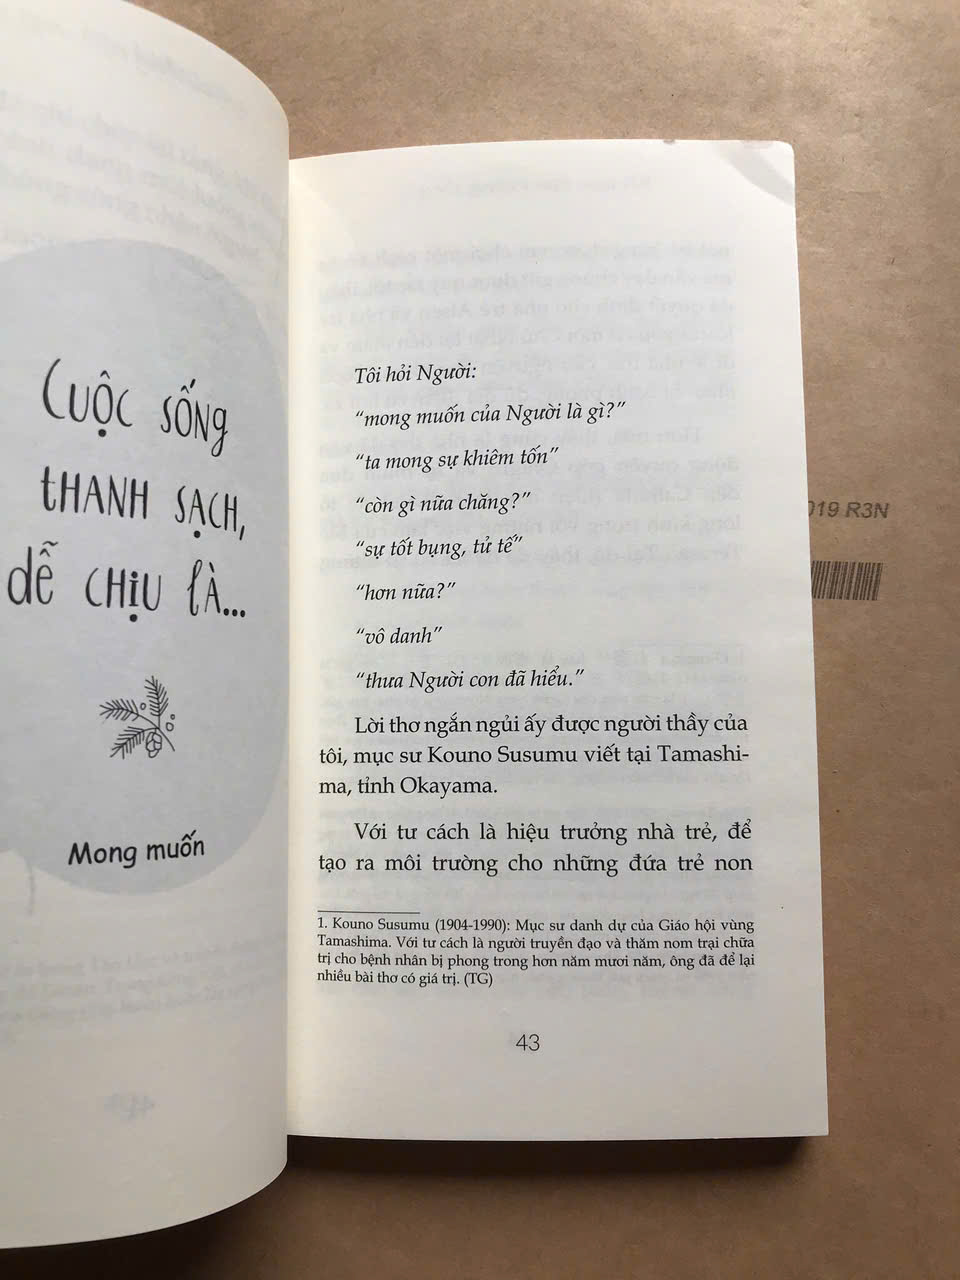 Cuộc sống
thanh sạch,
dễ chịu là...
Mong muốn
Tôi hỏi Người:
“mong muốn của Người là gì?”
“ta mong sự khiêm tốn”
“còn gì nữa chăng?”
“sự tốt bụng, tử tế”
“hơn nữa?”
“vô danh”
“thưa Người con đã hiểu.”
Lời thơ ngắn ngủi ấy được người thầy của
tôi, mục sư Kouno Susumu viết tại Tamashi-
ma, tỉnh Okayama.
Với tư cách là hiệu trưởng nhà trẻ, để
tạo ra môi trường cho những đứa trẻ non
1. Kouno Susumu (1904-1990): Mục sư danh dự của Giáo hội vùng
Tamashima. Với tư cách là người truyền đạo và thăm nom trại chữa
trị cho bệnh nhân bị phong trong hơn năm mươi năm, ông đã để lại
nhiều bài thơ có giá trị. (TG)
43
019 R3N